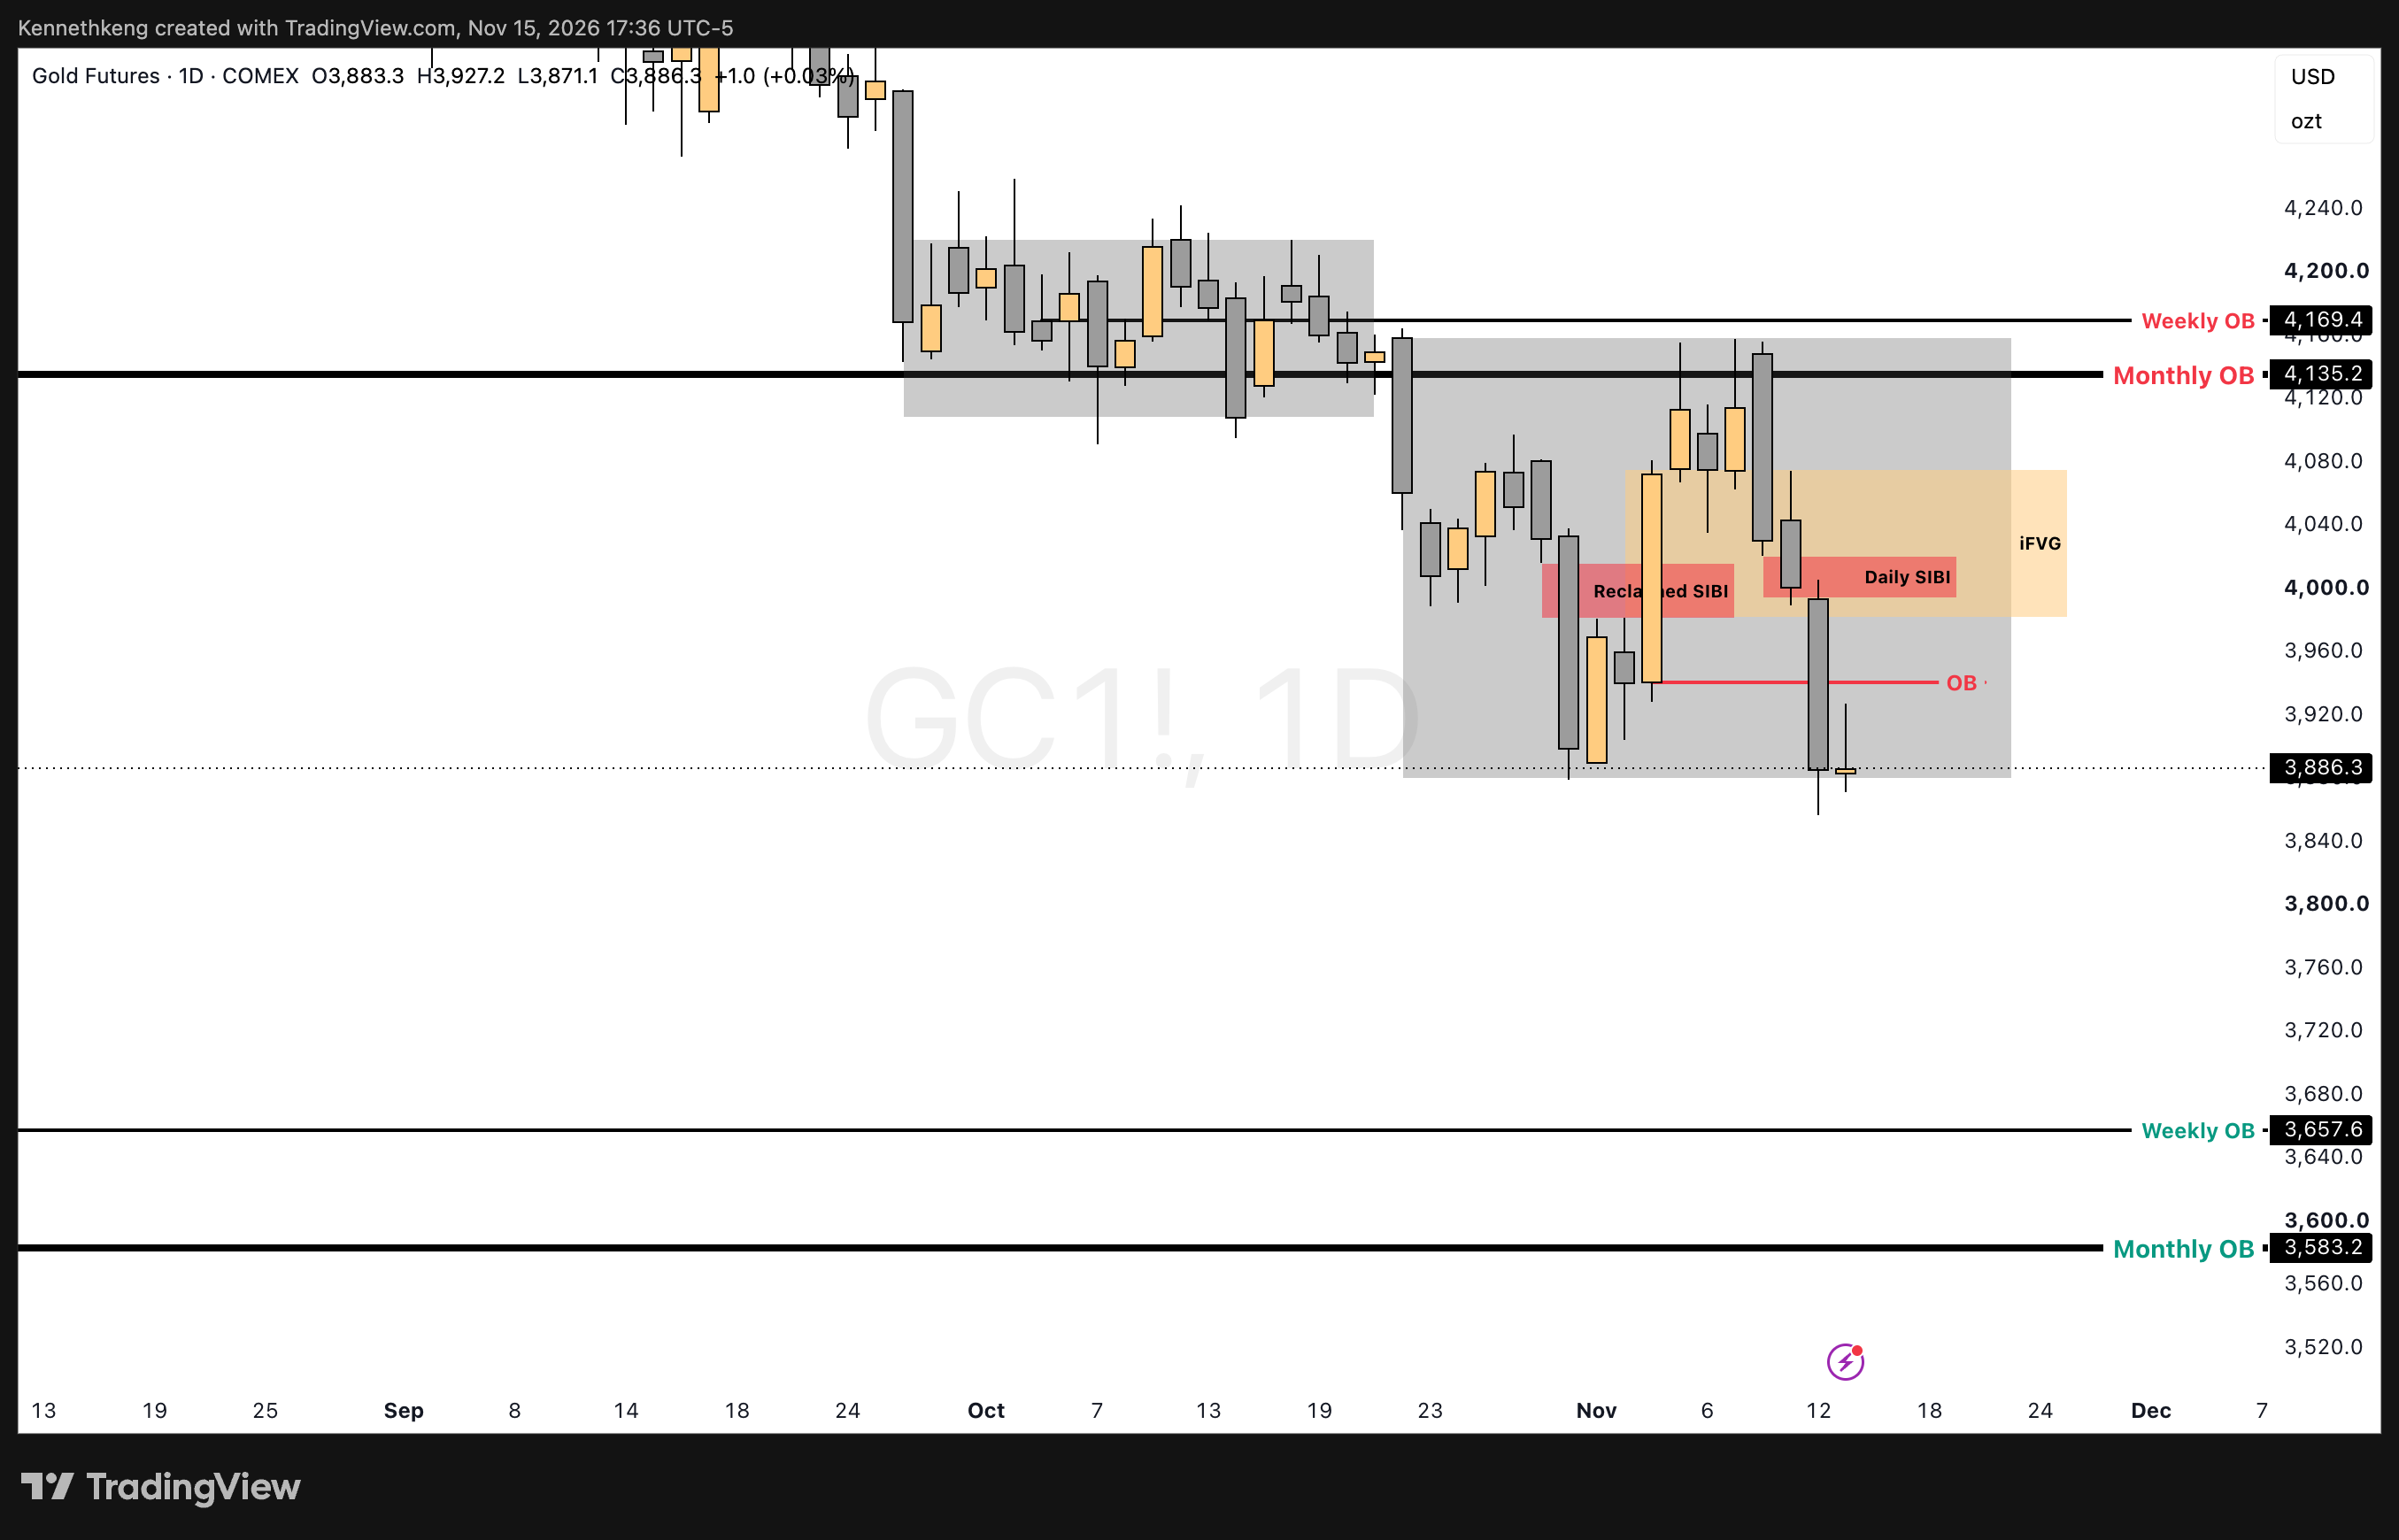 Kennethkeng created with TradingView.com, Nov 15, 2026 17:36 UTC-5
Gold Futures · 1D · COMEX O3,883.3 H3,927.2 L3,871.1 C3,886.3 +1.0 (+0.03%)
USD
ozt
4,240.0
4,200.0
Weekly OB 4,169.4
4,160.0
Monthly OB 4,135.2
4,120.0
4,080.0
4,040.0
iFVG
Daily SIBI
4,000.0
Reclaimed SIBI
3,960.0
OB
3,920.0
GC1!, 1D
3,886.3
3,840.0
3,800.0
3,760.0
3,720.0
3,680.0
Weekly OB 3,657.6
3,640.0
3,600.0
Monthly OB 3,583.2
3,560.0
3,520.0
13 19 25 Sep 8 14 18 24 Oct 7 13 19 23 Nov 6 12 18 24 Dec 7
TradingView